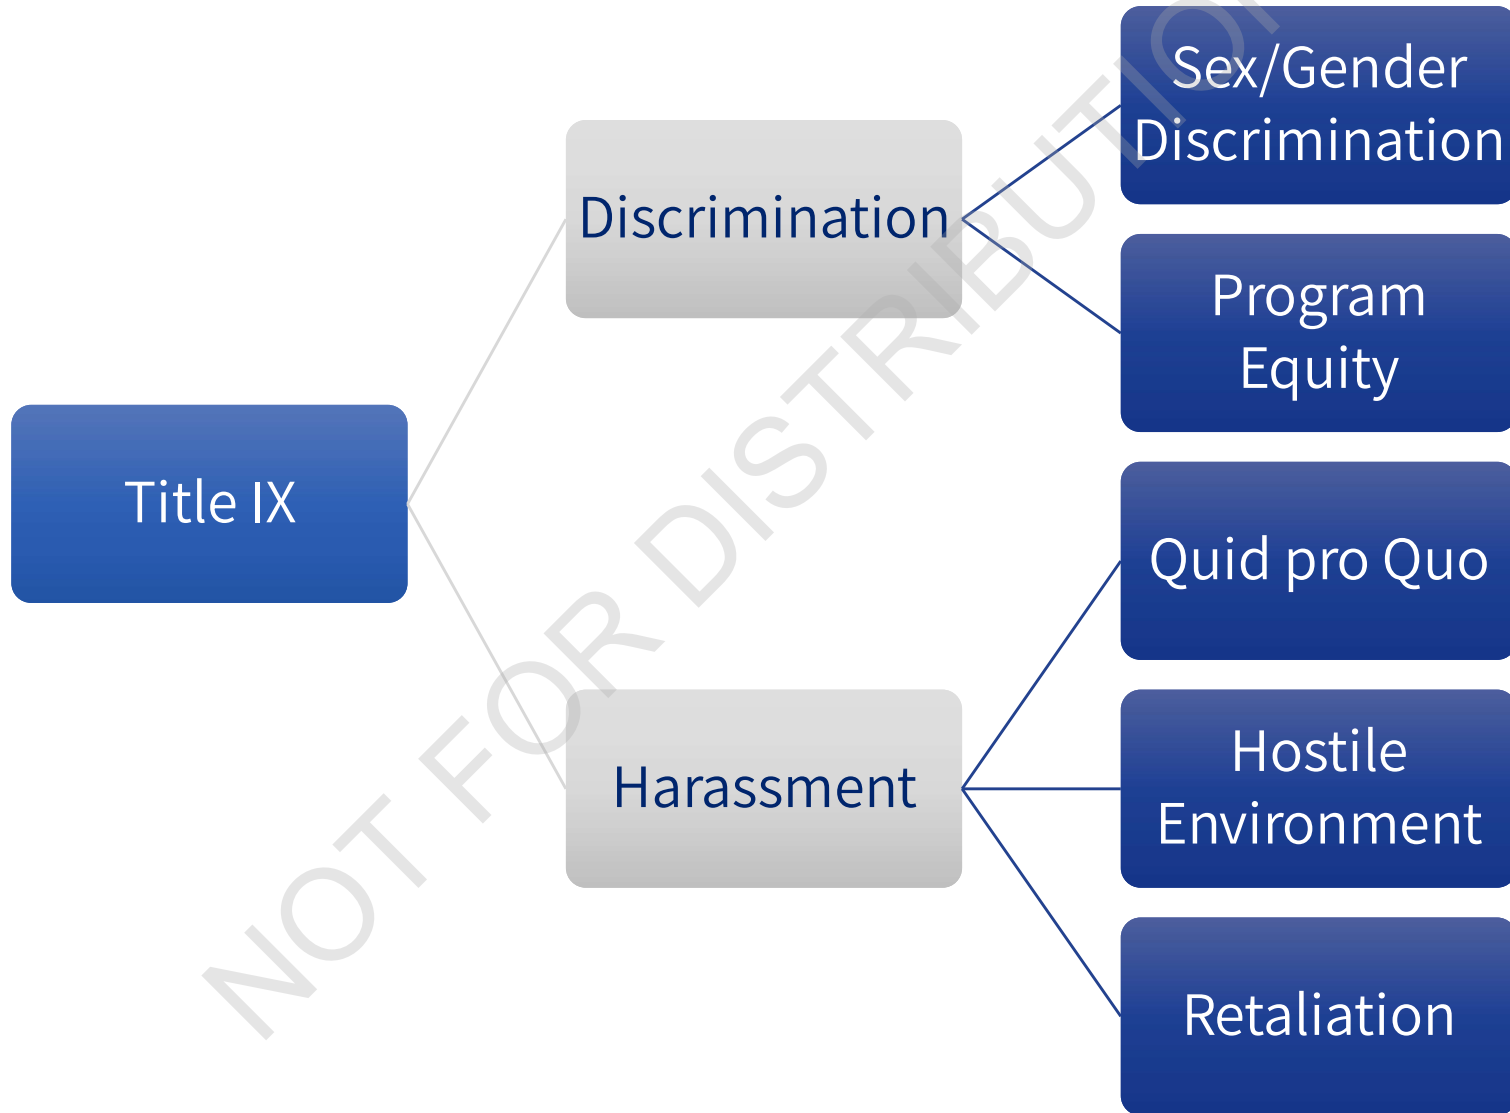 Title IX
Discrimination
Sex/Gender
Discrimination
Program
Equity
Harassment
Quid pro Quo
Hostile
Environment
Retaliation
NOT FOR DISTRIBUTION